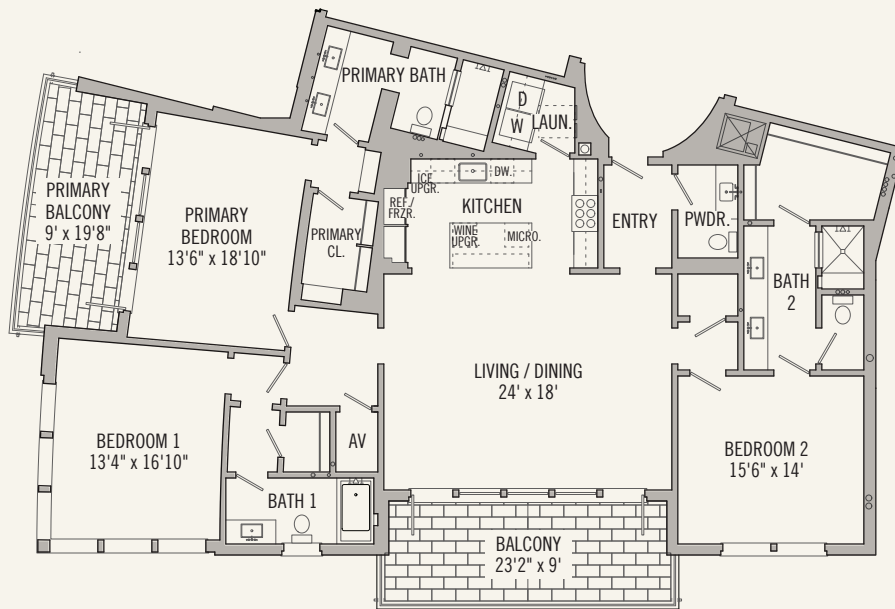 PRIMARY BATH
D
W
LAUN.
PRIMARY
BALCONY
9' x 19'8"
PRIMARY
BEDROOM
13'6" x 18'10"
PRIMARY
CL.
ICE
UPGR.
DW.
REF./
FRZR.
KITCHEN
WINE
UPGR.
MICRO.
ENTRY
PWDR.
BATH
2
LIVING / DINING
24' x 18'
BEDROOM 1
13'4" x 16'10"
AV
BATH 1
BEDROOM 2
15'6" x 14'
BALCONY
23'2" x 9'